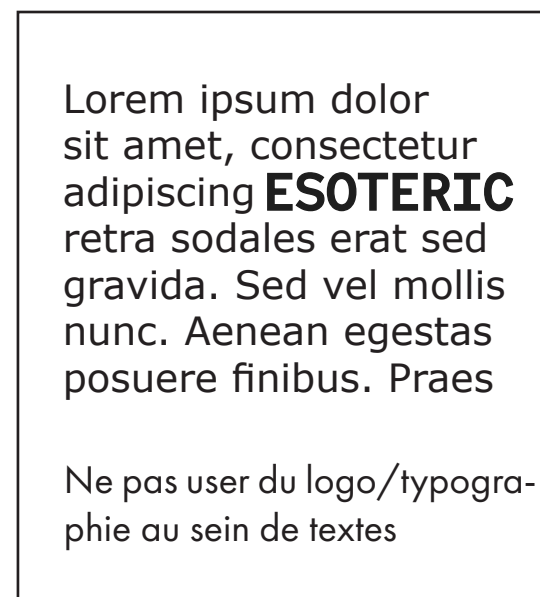 Lorem ipsum dolor
sit amet, consectetur
adipiscing ESOTERIC
retra sodales erat sed
gravida. Sed vel mollis
nunc. Aenean egestas
posuere finibus. Praes
Ne pas user du logo/typogra-
phie au sein de textes